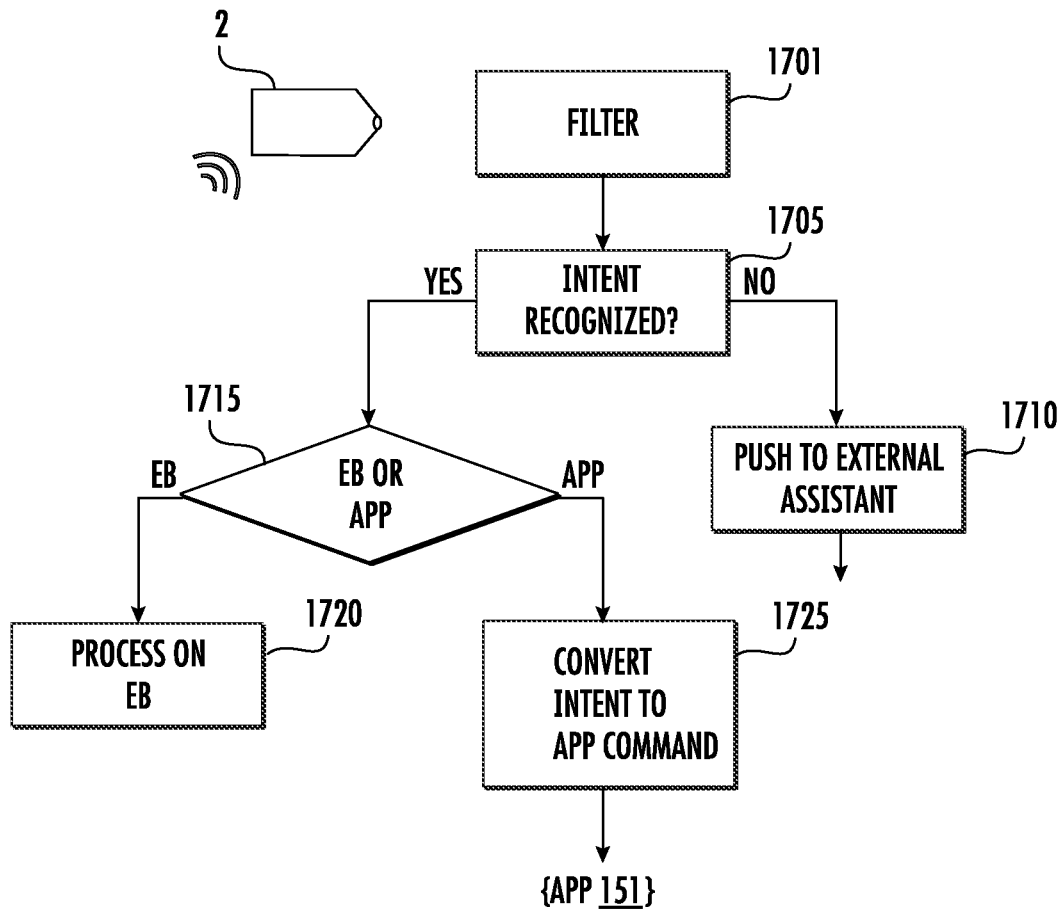 2
1701
FILTER
1705
YES
INTENT
RECOGNIZED?
NO
1715
1710
EB
EB OR
APP
APP
PUSH TO EXTERNAL
ASSISTANT
1720
PROCESS ON
EB
1725
CONVERT
INTENT TO
APP COMMAND
{APP 151}